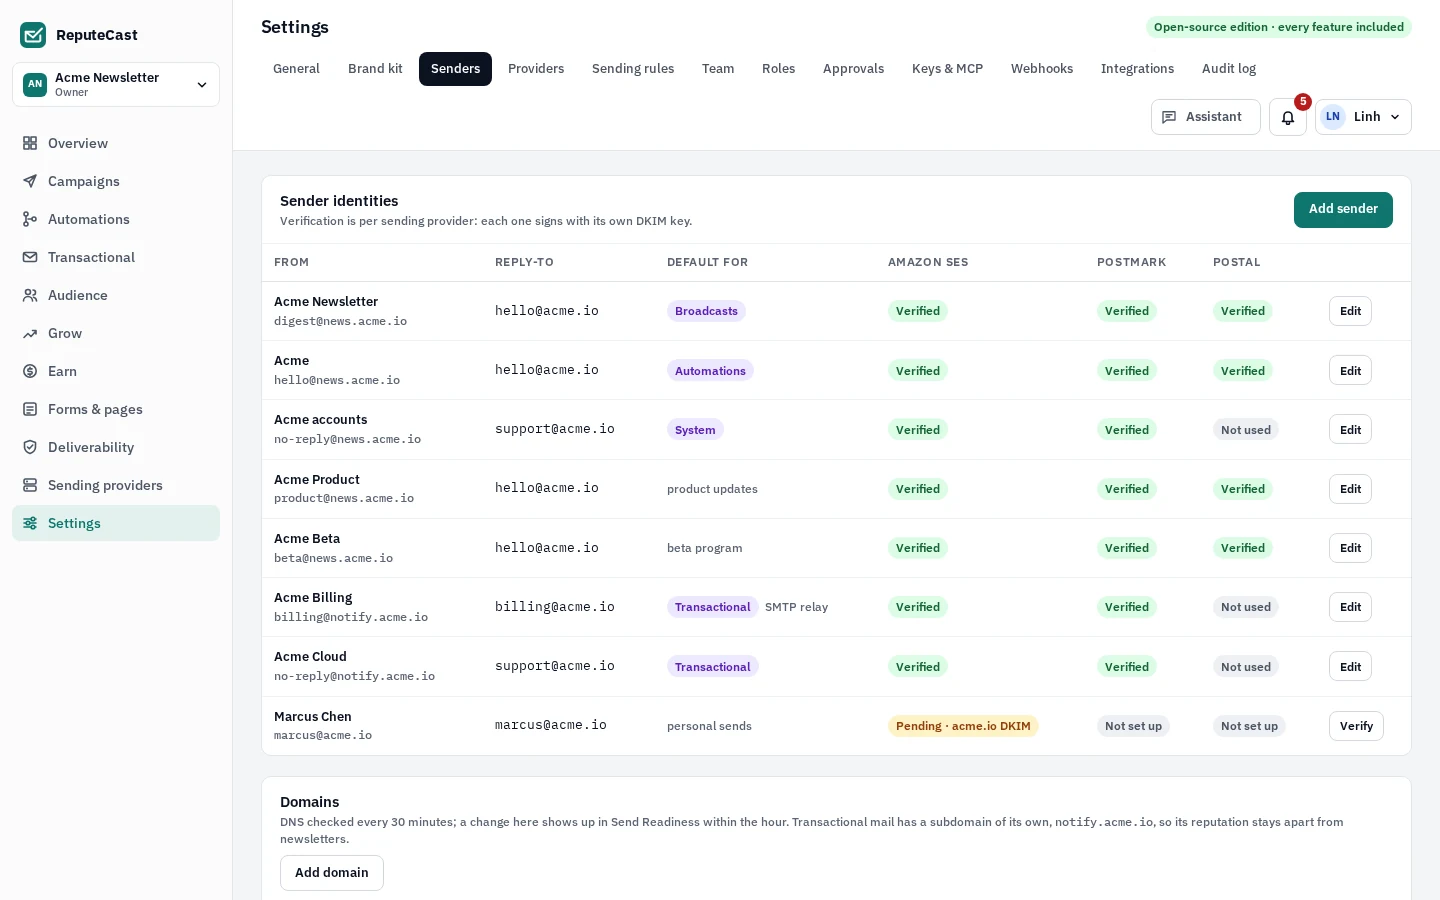 ReputeCast
AN
Acme Newsletter
Owner
Overview
Campaigns
Automations
Transactional
Audience
Grow
Earn
Forms & pages
Deliverability
Sending providers
Settings
Settings
Open-source edition · every feature included
General Brand kit Senders Providers Sending rules Team Roles Approvals Keys & MCP Webhooks Integrations Audit log
Assistant
5
LN Linh
Sender identities
Verification is per sending provider: each one signs with its own DKIM key.
Add sender
FROM REPLY-TO DEFAULT FOR AMAZON SES POSTMARK POSTAL
Acme Newsletter
digest@news.acme.io
hello@acme.io Broadcasts Verified Verified Verified Edit
Acme
hello@news.acme.io
hello@acme.io Automations Verified Verified Verified Edit
Acme accounts
no-reply@news.acme.io
support@acme.io System Verified Verified Not used Edit
Acme Product
product@news.acme.io
hello@acme.io product updates Verified Verified Verified Edit
Acme Beta
beta@news.acme.io
hello@acme.io beta program Verified Verified Verified Edit
Acme Billing
billing@notify.acme.io
billing@acme.io Transactional SMTP relay Verified Verified Not used Edit
Acme Cloud
no-reply@notify.acme.io
support@acme.io Transactional Verified Verified Not used Edit
Marcus Chen
marcus@acme.io
marcus@acme.io personal sends Pending · acme.io DKIM Not set up Not set up Verify
Domains
DNS checked every 30 minutes; a change here shows up in Send Readiness within the hour. Transactional mail has a subdomain of its own, notify.acme.io, so its reputation stays apart from
newsletters.
Add domain